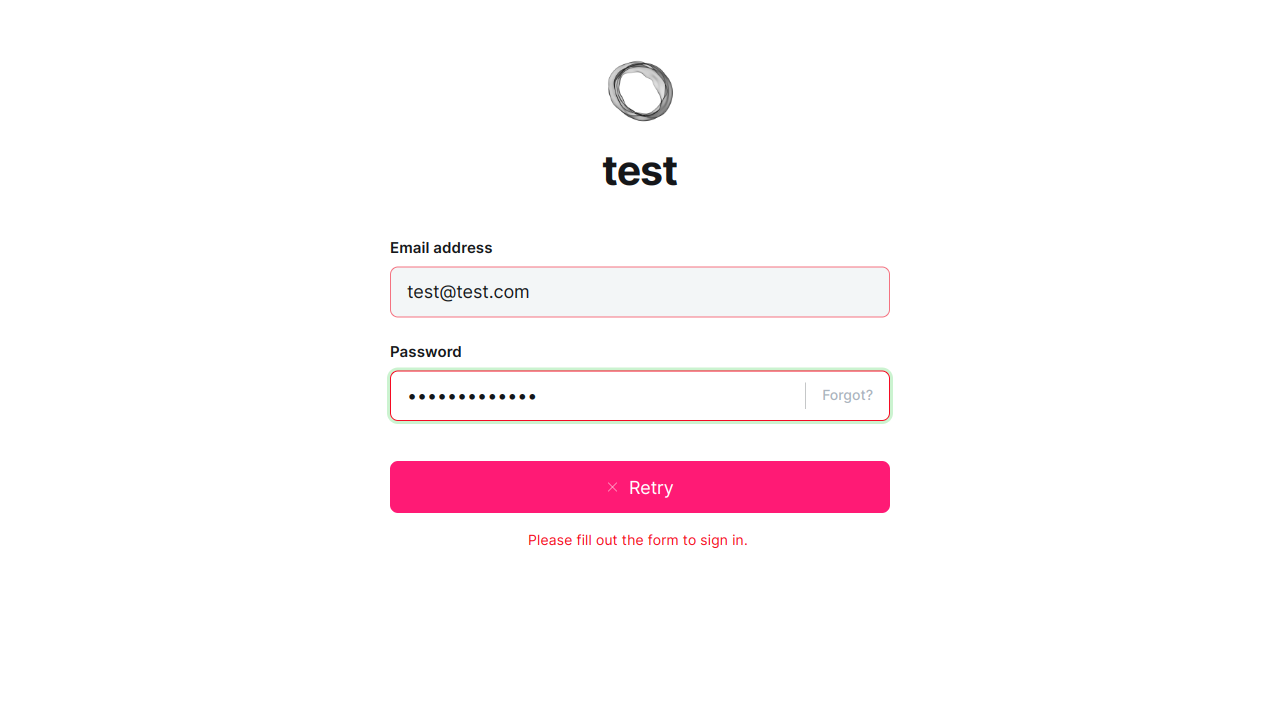 test
Email address
test@test.com
Password
•••••••••••••
Forgot?
Retry
Please fill out the form to sign in.